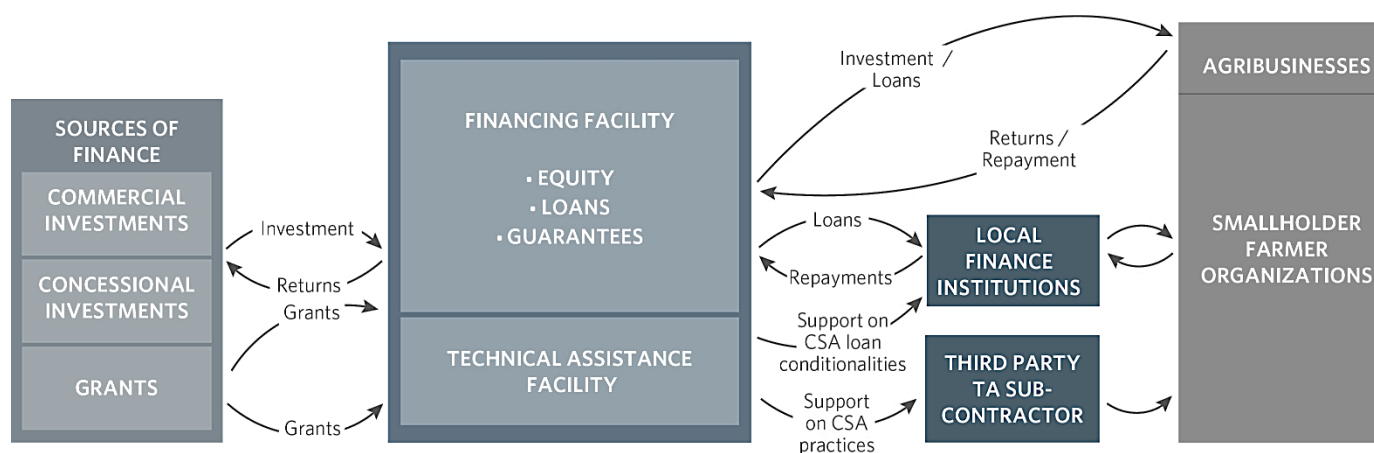 SOURCES OF
FINANCE
COMMERCIAL
INVESTMENTS
CONCESSIONAL
INVESTMENTS
GRANTS
Investment
Returns
Grants
Grants
FINANCING FACILITY
▪ EQUITY
▪ LOANS
▪ GUARANTEES
TECHNICAL ASSISTANCE
FACILITY
Investment /
Loans
Returns /
Repayment
Loans
Repayments
Support on
CSA loan
conditionalities
Support
on CSA
practices
LOCAL
FINANCE
INSTITUTIONS
THIRD PARTY
TA SUB-
CONTRACTOR
AGRIBUSINESSES
SMALLHOLDER
FARMER
ORGANIZATIONS